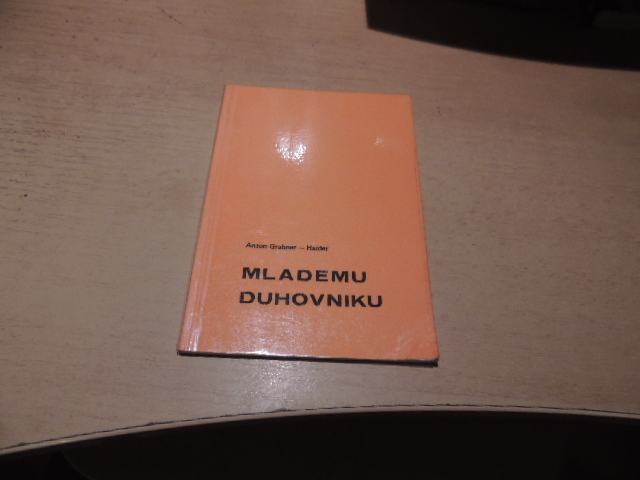 Anton Grabner – Haider
MLADEMU
DUHOVNIKU